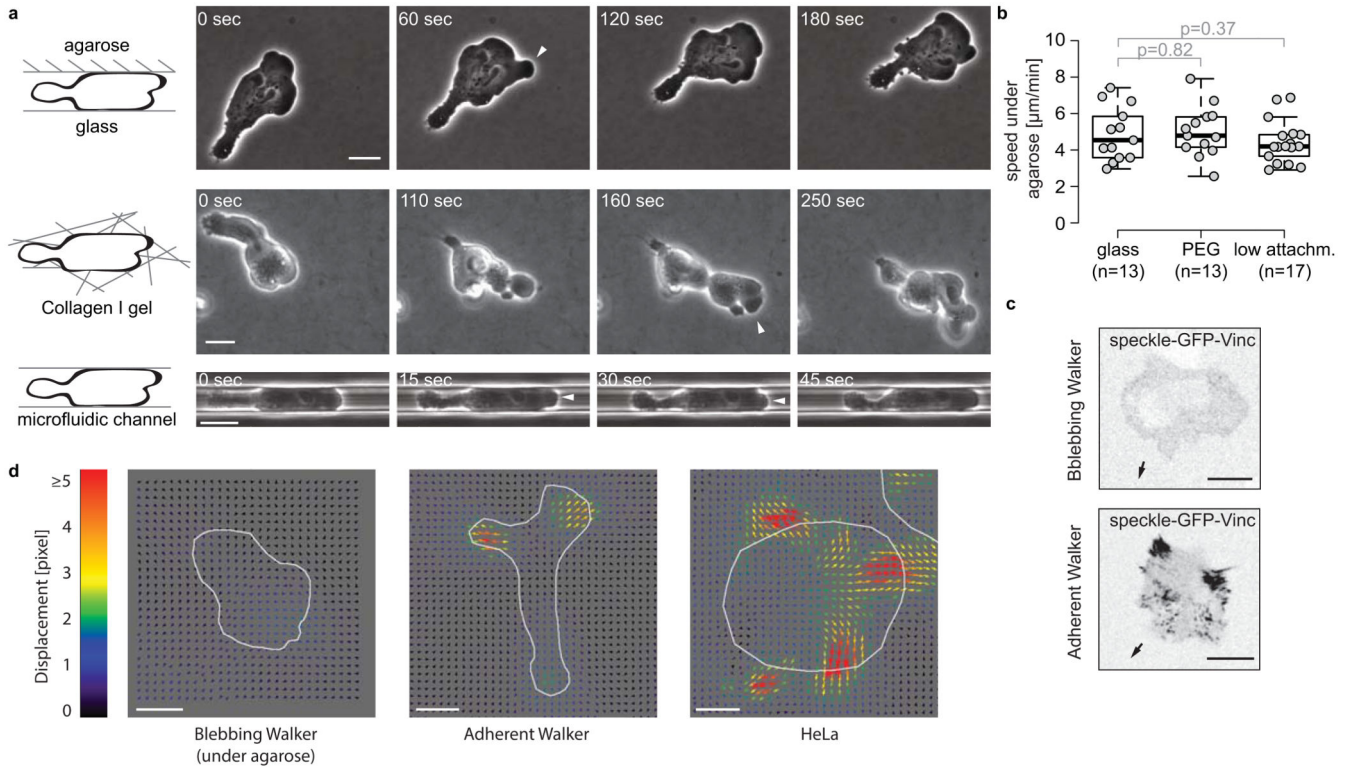 a
agarose
glass
0 sec
60 sec
120 sec
180 sec
Collagen I gel
0 sec
110 sec
160 sec
250 sec
microfluidic channel
0 sec
15 sec
30 sec
45 sec
b
p=0.37
p=0.82
speed under
agarose [µm/min]
10
8
6
4
2
0
glass
(n=13)
PEG
(n=13)
low attachm.
(n=17)
c
Bblebbing Walker
speckle-GFP-Vinc
Adherent Walker
speckle-GFP-Vinc
d
Displacement [pixel]
≥5
4
3
2
1
0
Blebbing Walker
(under agarose)
Adherent Walker
HeLa